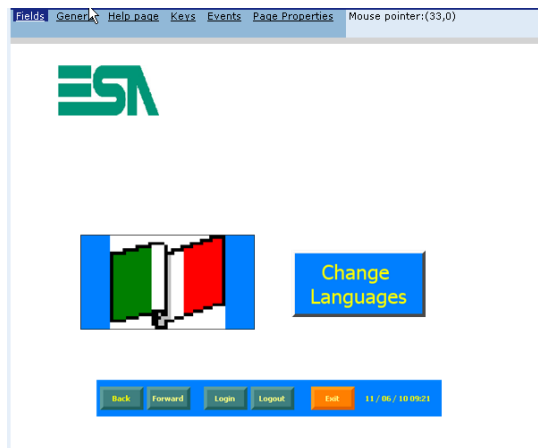 Fields General Help page Keys Events Page Properties Mouse pointer:(33,0)
ESA
Change
Languages
Back Forward Login Logout Exit 11 / 06 / 10 09:21